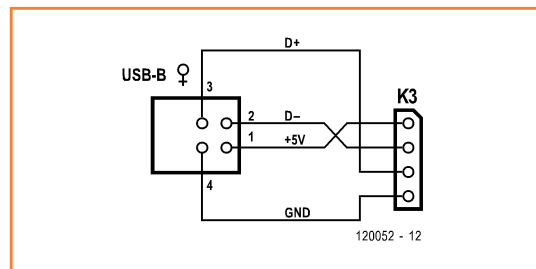 D+
USB-B ♀
3
K3
2 D–
1 +5V
4
GND
120052 - 12